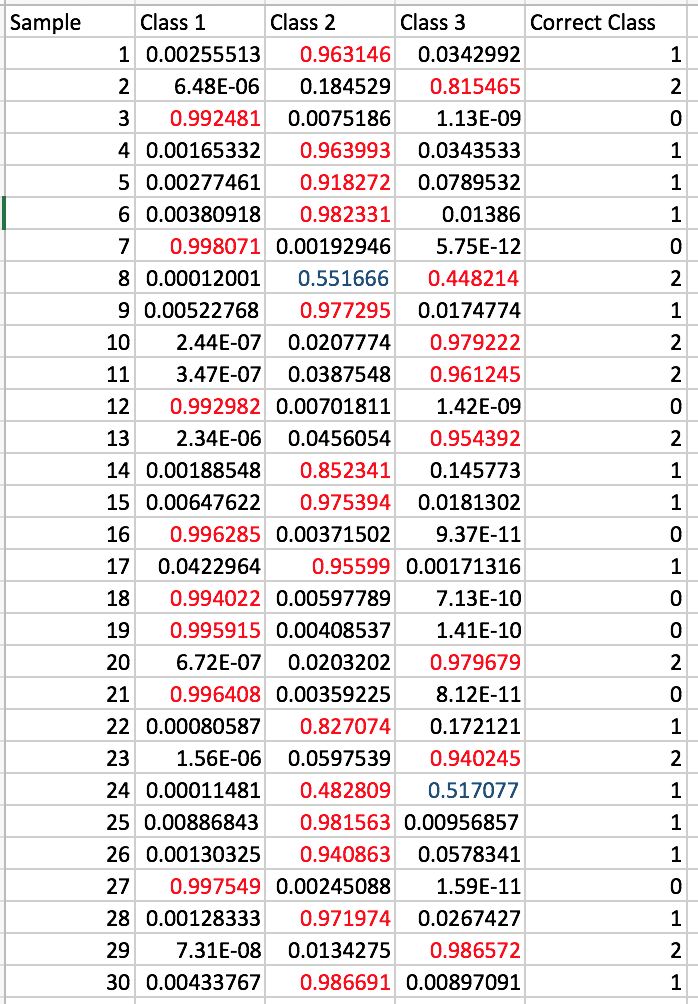 Sample Class 1 Class 2 Class 3 Correct Class
1 0.00255513 0.963146 0.0342992 1
2 6.48E-06 0.184529 0.815465 2
3 0.992481 0.0075186 1.13E-09 0
4 0.00165332 0.963993 0.0343533 1
5 0.00277461 0.918272 0.0789532 1
6 0.00380918 0.982331 0.01386 1
7 0.998071 0.00192946 5.75E-12 0
8 0.00012001 0.551666 0.448214 2
9 0.00522768 0.977295 0.0174774 1
10 2.44E-07 0.0207774 0.979222 2
11 3.47E-07 0.0387548 0.961245 2
12 0.992982 0.00701811 1.42E-09 0
13 2.34E-06 0.0456054 0.954392 2
14 0.00188548 0.852341 0.145773 1
15 0.00647622 0.975394 0.0181302 1
16 0.996285 0.00371502 9.37E-11 0
17 0.0422964 0.95599 0.00171316 1
18 0.994022 0.00597789 7.13E-10 0
19 0.995915 0.00408537 1.41E-10 0
20 6.72E-07 0.0203202 0.979679 2
21 0.996408 0.00359225 8.12E-11 0
22 0.00080587 0.827074 0.172121 1
23 1.56E-06 0.0597539 0.940245 2
24 0.00011481 0.482809 0.517077 1
25 0.00886843 0.981563 0.00956857 1
26 0.00130325 0.940863 0.0578341 1
27 0.997549 0.00245088 1.59E-11 0
28 0.00128333 0.971974 0.0267427 1
29 7.31E-08 0.0134275 0.986572 2
30 0.00433767 0.986691 0.00897091 1